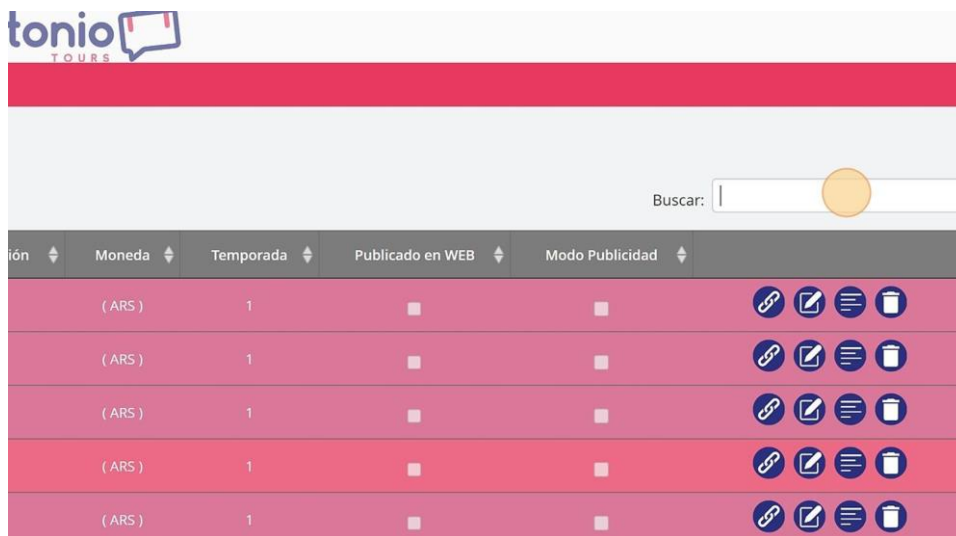 tonio
TOURS
Buscar:
ión Moneda Temporada Publicado en WEB Modo Publicidad
( ARS ) 1
( ARS ) 1
( ARS ) 1
( ARS ) 1
( ARS ) 1